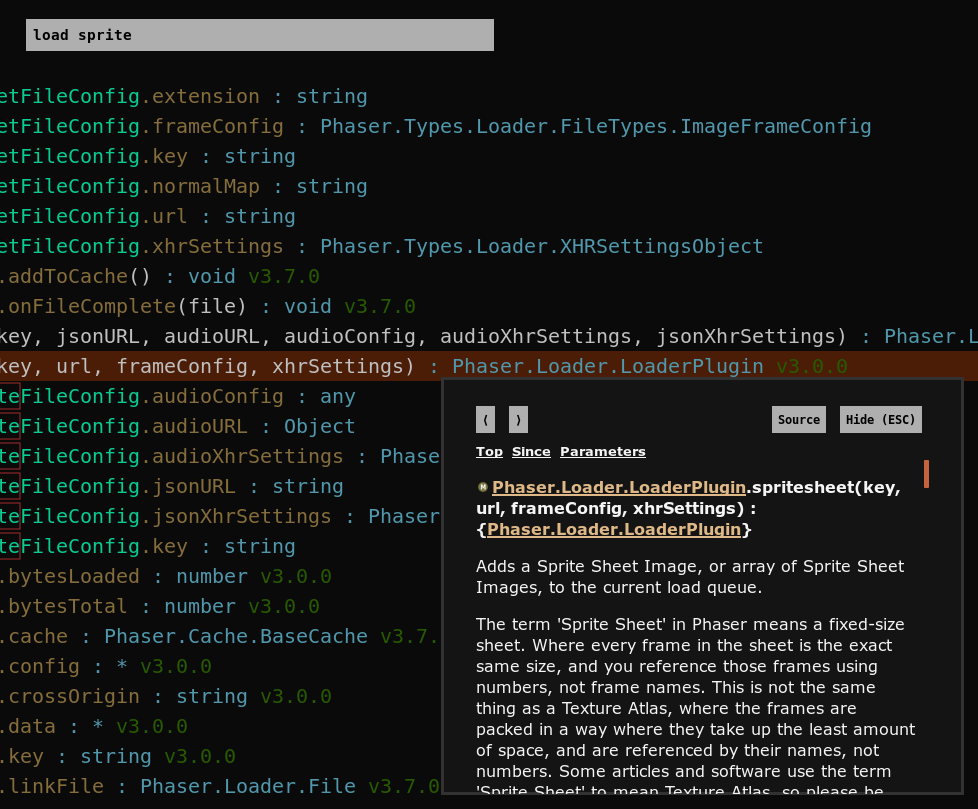 load sprite
etFileConfig.extension : string
etFileConfig.frameConfig : Phaser.Types.Loader.FileTypes.ImageFrameConfig
etFileConfig.key : string
etFileConfig.normalMap : string
etFileConfig.url : string
etFileConfig.xhrSettings : Phaser.Types.Loader.XHRSettingsObject
.addToCache() : void v3.7.0
.onFileComplete(file) : void v3.7.0
key, jsonURL, audioURL, audioConfig, audioXhrSettings, jsonXhrSettings) : Phaser.L
key, url, frameConfig, xhrSettings) : Phaser.Loader.LoaderPlugin v3.0.0
teFileConfig.audioConfig : any
teFileConfig.audioURL : Object
teFileConfig.audioXhrSettings : Phase
teFileConfig.jsonURL : string
teFileConfig.jsonXhrSettings : Phaser
teFileConfig.key : string
.bytesLoaded : number v3.0.0
.bytesTotal : number v3.0.0
.cache : Phaser.Cache.BaseCache v3.7.
.config : * v3.0.0
.crossOrigin : string v3.0.0
.data : * v3.0.0
.key : string v3.0.0
.linkFile : Phaser.Loader.File v3.7.0
⟨ ⟩ Source Hide (ESC)
Top Since Parameters
M Phaser.Loader.LoaderPlugin.spritesheet(key,
url, frameConfig, xhrSettings) :
{Phaser.Loader.LoaderPlugin}
Adds a Sprite Sheet Image, or array of Sprite Sheet
Images, to the current load queue.
The term 'Sprite Sheet' in Phaser means a fixed-size
sheet. Where every frame in the sheet is the exact
same size, and you reference those frames using
numbers, not frame names. This is not the same
thing as a Texture Atlas, where the frames are
packed in a way where they take up the least amount
of space, and are referenced by their names, not
numbers. Some articles and software use the term
'Sprite Sheet' to mean Texture Atlas, so please be